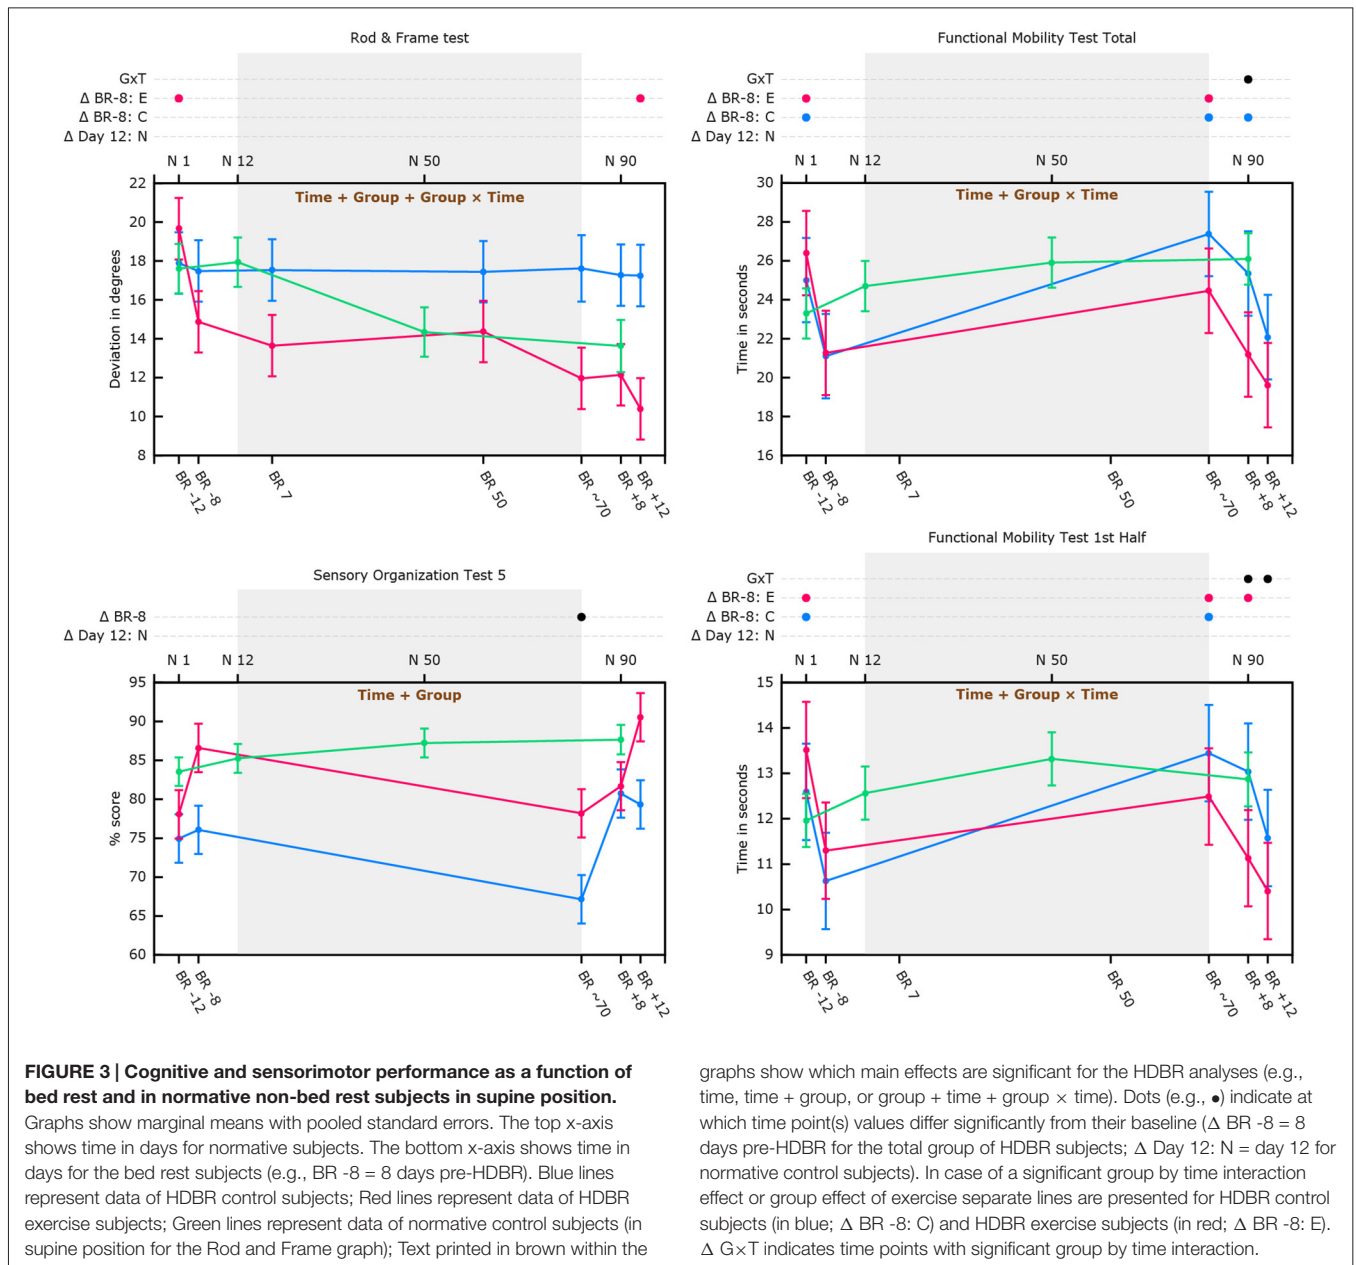 Rod & Frame test
GxT
Δ BR-8: E
Δ BR-8: C
Δ Day 12: N
N 1 N 12 N 50 N 90
Time + Group + Group × Time
Deviation in degrees
22
20
18
16
14
12
10
8
BR -12 BR -8 BR 7 BR 50 BR ~70 BR +8 BR +12
Functional Mobility Test Total
GxT
Δ BR-8: E
Δ BR-8: C
Δ Day 12: N
N 1 N 12 N 50 N 90
Time + Group × Time
Time in seconds
30
28
26
24
22
20
18
16
BR -12 BR -8 BR 7 BR 50 BR ~70 BR +8 BR +12
Sensory Organization Test 5
Δ BR-8
Δ Day 12: N
N 1 N 12 N 50 N 90
Time + Group
% score
95
90
85
80
75
70
65
60
BR -12 BR -8 BR ~70 BR +8 BR +12
Functional Mobility Test 1st Half
GxT
Δ BR-8: E
Δ BR-8: C
Δ Day 12: N
N 1 N 12 N 50 N 90
Time + Group × Time
Time in seconds
15
14
13
12
11
10
9
BR -12 BR -8 BR 7 BR 50 BR ~70 BR +8 BR +12
FIGURE 3 | Cognitive and sensorimotor performance as a function of
bed rest and in normative non-bed rest subjects in supine position.
Graphs show marginal means with pooled standard errors. The top x-axis
shows time in days for normative subjects. The bottom x-axis shows time in
days for the bed rest subjects (e.g., BR -8 = 8 days pre-HDBR). Blue lines
represent data of HDBR control subjects; Red lines represent data of HDBR
exercise subjects; Green lines represent data of normative control subjects (in
supine position for the Rod and Frame graph); Text printed in brown within the
graphs show which main effects are significant for the HDBR analyses (e.g.,
time, time + group, or group + time + group × time). Dots (e.g., •) indicate at
which time point(s) values differ significantly from their baseline (Δ BR -8 = 8
days pre-HDBR for the total group of HDBR subjects; Δ Day 12: N = day 12 for
normative control subjects). In case of a significant group by time interaction
effect or group effect of exercise separate lines are presented for HDBR control
subjects (in blue; Δ BR -8: C) and HDBR exercise subjects (in red; Δ BR -8: E).
Δ G×T indicates time points with significant group by time interaction.